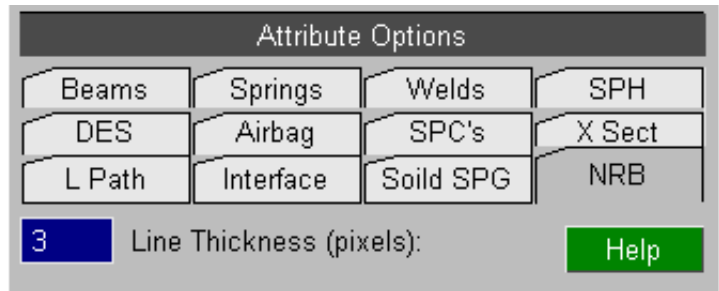 Attribute Options
Beams Springs Welds SPH
DES Airbag SPC's X Sect
L Path Interface Soild SPG NRB
3 Line Thickness (pixels): Help